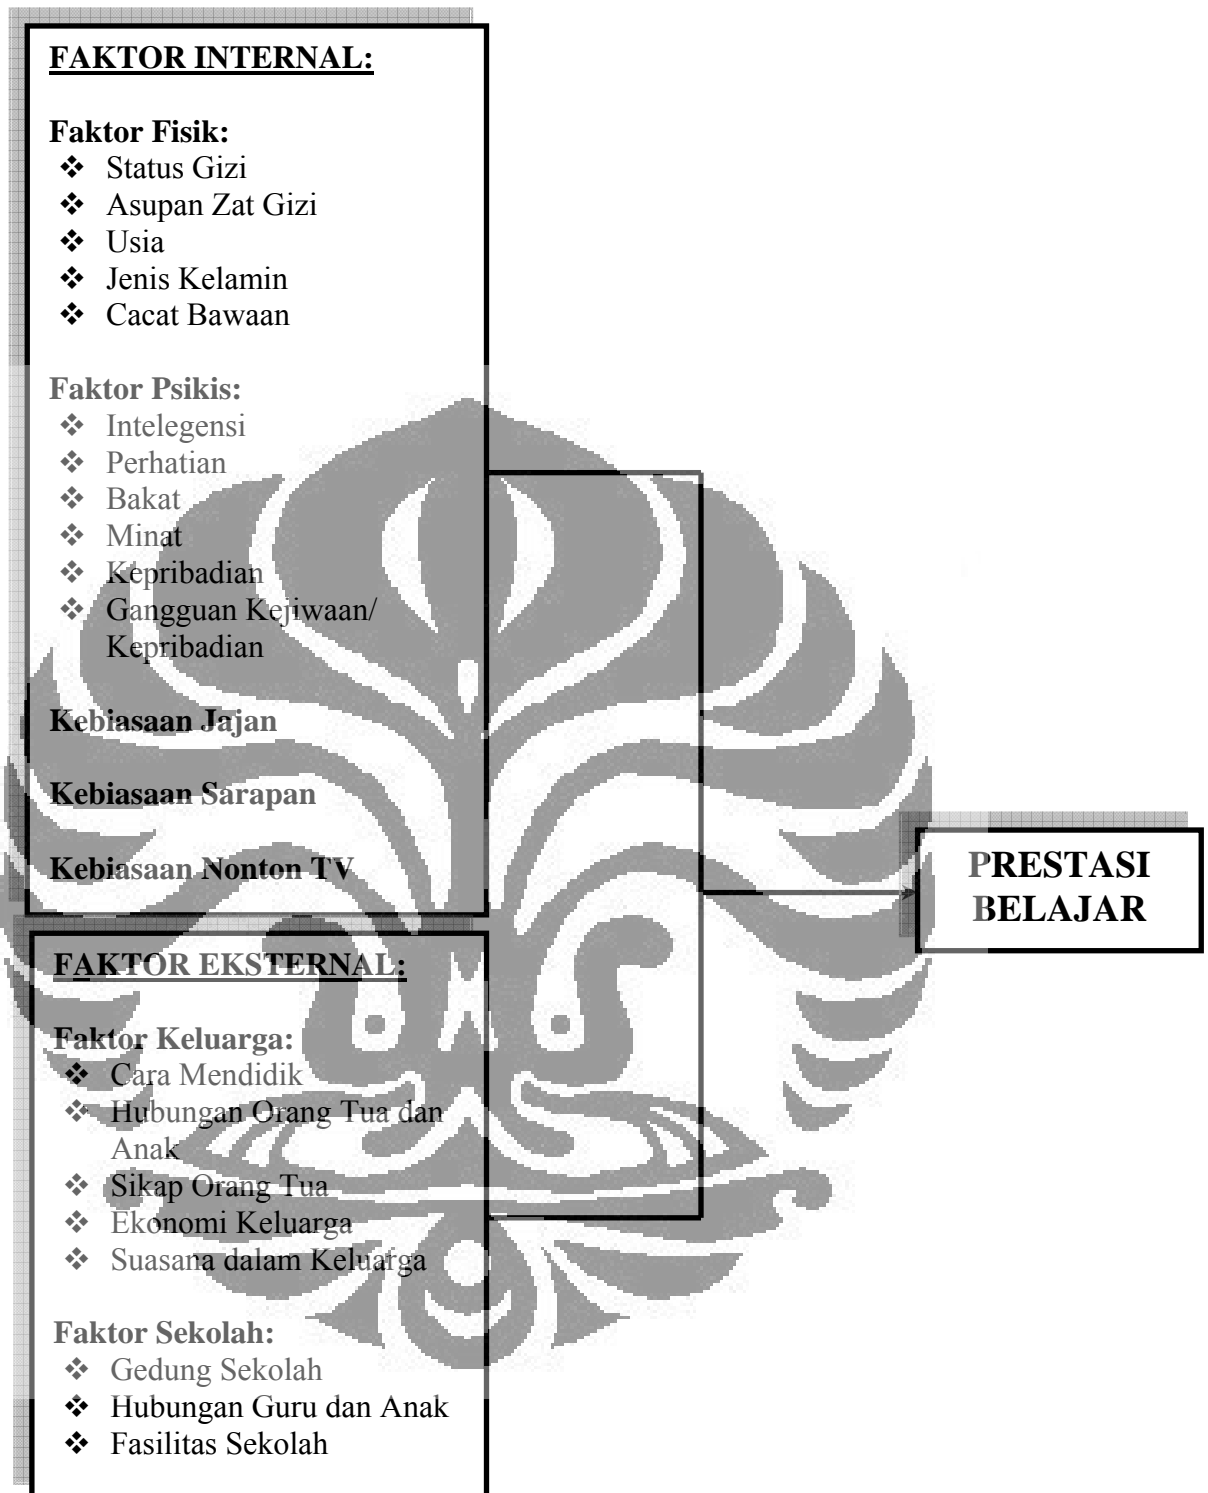 FAKTOR INTERNAL:
Faktor Fisik:
❖ Status Gizi
❖ Asupan Zat Gizi
❖ Usia
❖ Jenis Kelamin
❖ Cacat Bawaan
Faktor Psikis:
❖ Intelegensi
❖ Perhatian
❖ Bakat
❖ Minat
❖ Kepribadian
❖ Gangguan Kejiwaan/
Kepribadian
Kebiasaan Jajan
Kebiasaan Sarapan
Kebiasaan Nonton TV
FAKTOR EKSTERNAL:
Faktor Keluarga:
❖ Cara Mendidik
❖ Hubungan Orang Tua dan
Anak
❖ Sikap Orang Tua
❖ Ekonomi Keluarga
❖ Suasana dalam Keluarga
Faktor Sekolah:
❖ Gedung Sekolah
❖ Hubungan Guru dan Anak
❖ Fasilitas Sekolah
PRESTASI
BELAJAR